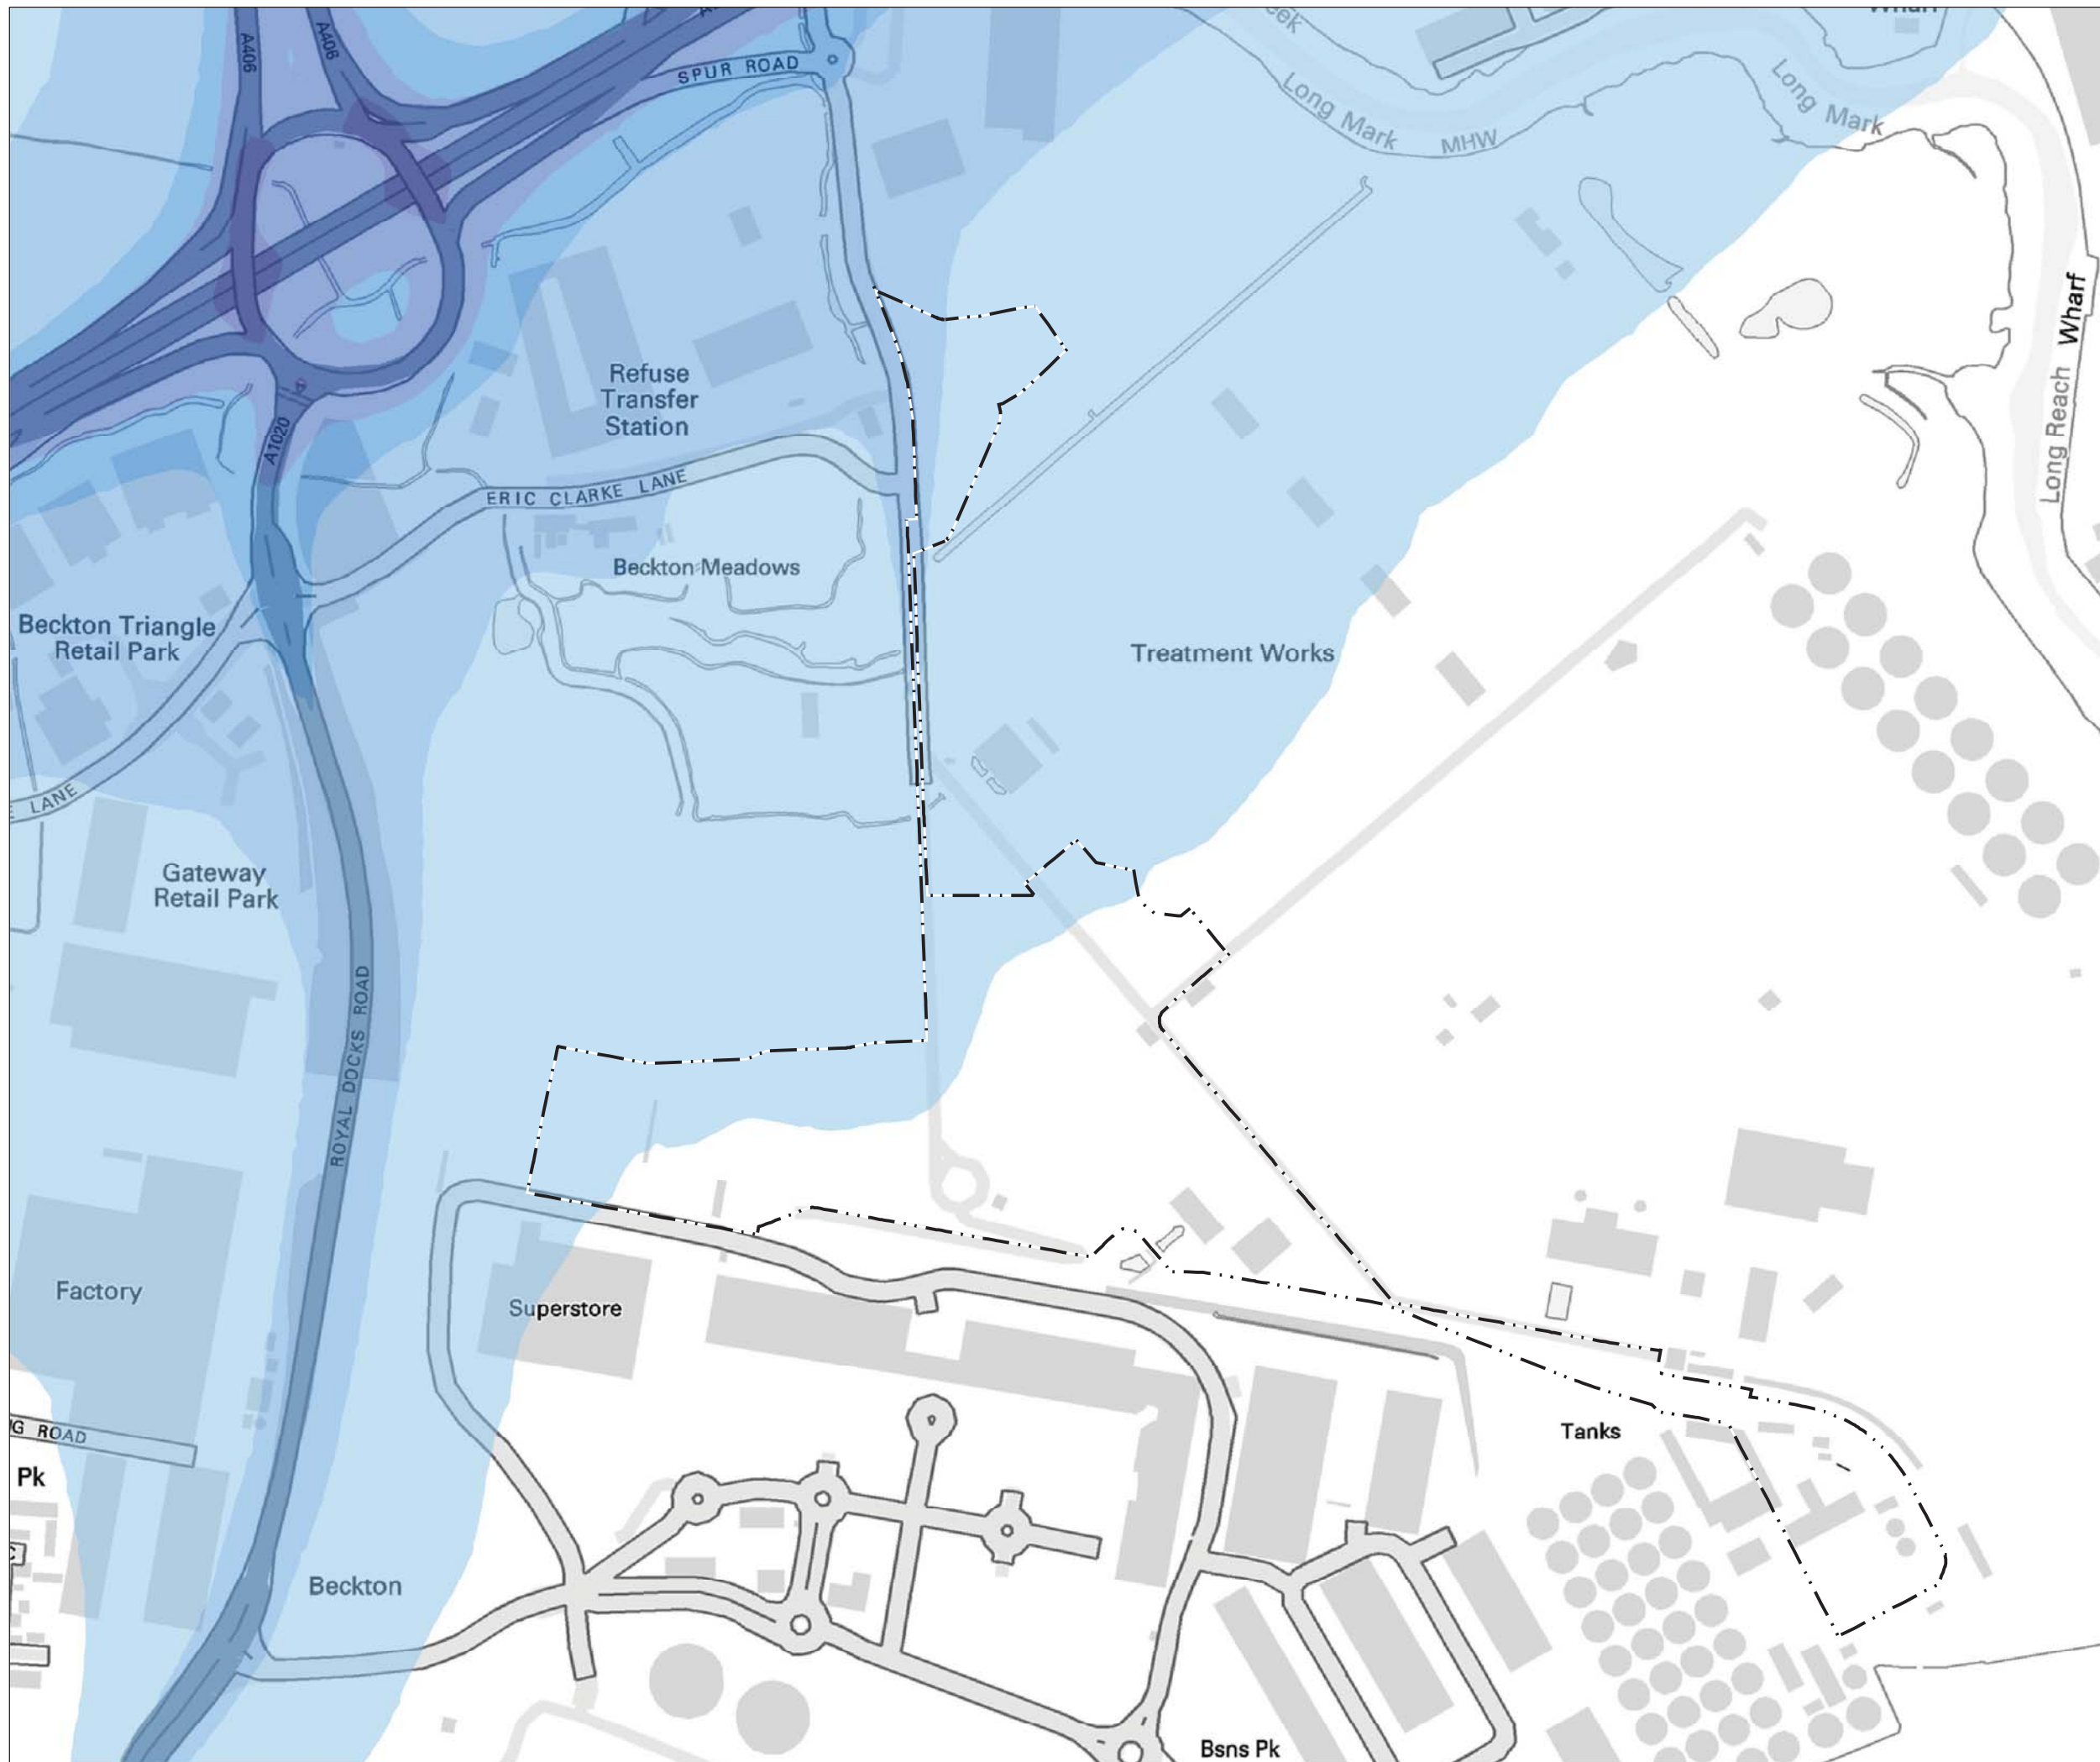 A406
A406
SPUR ROAD
Long Mark
MHW
Long Mark
Long Reach Wharf
Refuse
Transfer
Station
A1020
ERIC CLARKE LANE
Beckton Meadows
Beckton Triangle
Retail Park
Treatment Works
LANE
Gateway
Retail Park
ROYAL DOCKS ROAD
Factory
Superstore
G ROAD
Tanks
Pk
Beckton
Bsns Pk